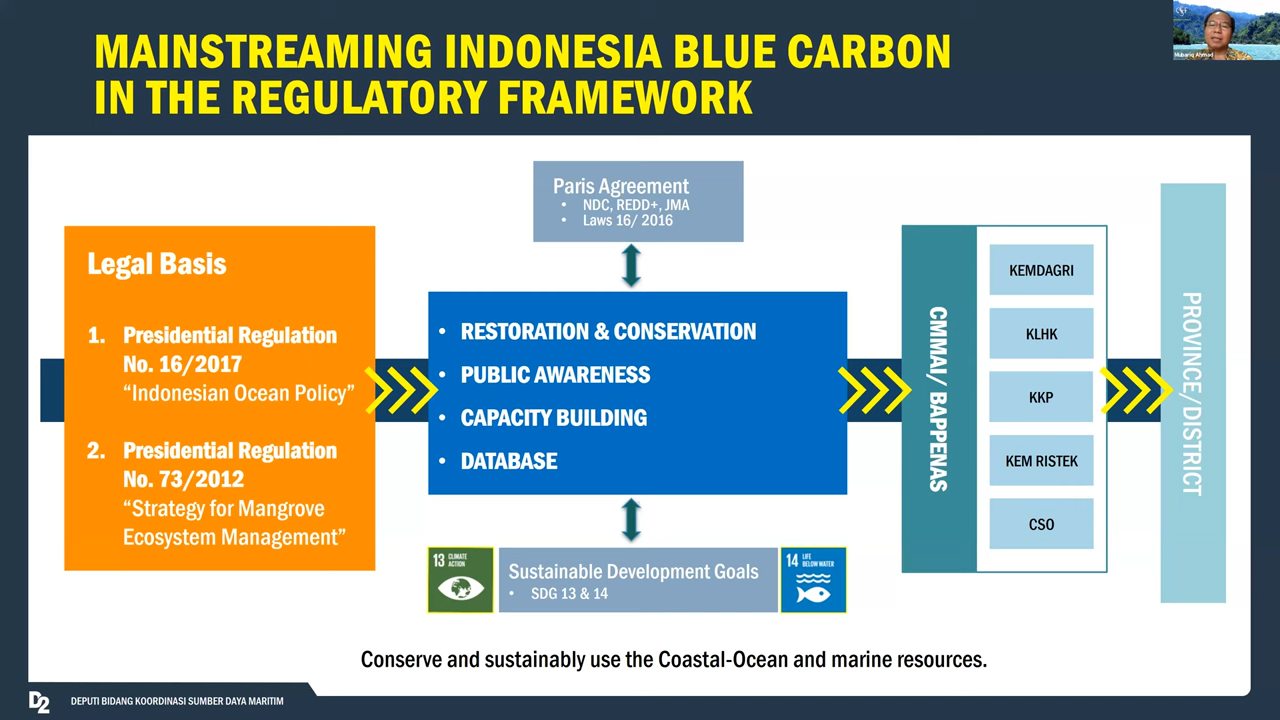 MAINSTREAMING INDONESIA BLUE CARBON
IN THE REGULATORY FRAMEWORK
Mubariq Ahmad
Paris Agreement
• NDC, REDD+, JMA
• Laws 16/ 2016
Legal Basis
1. Presidential Regulation
No. 16/2017
“Indonesian Ocean Policy”
2. Presidential Regulation
No. 73/2012
“Strategy for Mangrove
Ecosystem Management”
• RESTORATION & CONSERVATION
• PUBLIC AWARENESS
• CAPACITY BUILDING
• DATABASE
13 CLIMATE
ACTION
Sustainable Development Goals
• SDG 13 & 14
14 LIFE
BELOW WATER
CMMAI/ BAPPENAS
KEMDAGRI
KLHK
KKP
KEM RISTEK
CSO
PROVINCE/DISTRICT
Conserve and sustainably use the Coastal-Ocean and marine resources.
D2 DEPUTI BIDANG KOORDINASI SUMBER DAYA MARITIM